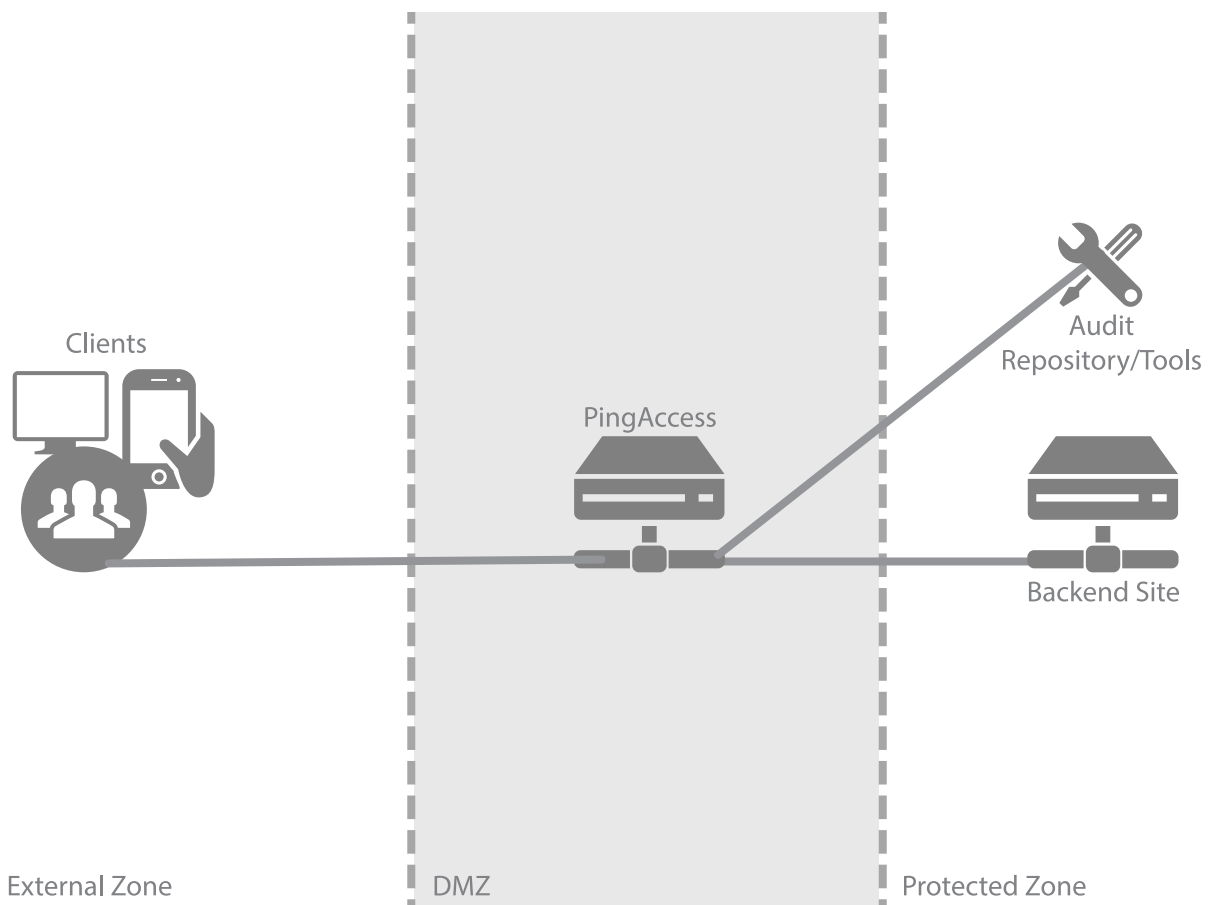 Clients
PingAccess
Audit
Repository/Tools
Backend Site
External Zone
DMZ
Protected Zone